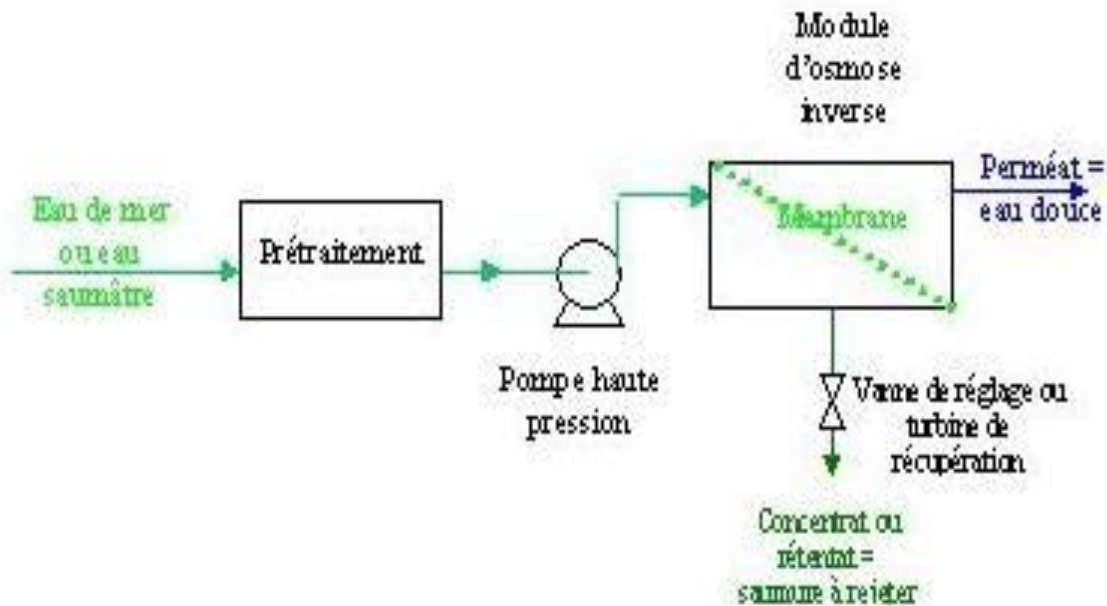 Module
d'osmose
inverse
Eau de mer
ou eau
saumâtre
Prétraitement
Pompe haute
pression
Membrane
Perméat =
eau douce
Vanne de réglage ou
turbine de
récupération
Concentrat ou
rétentat =
saumure à rejeter